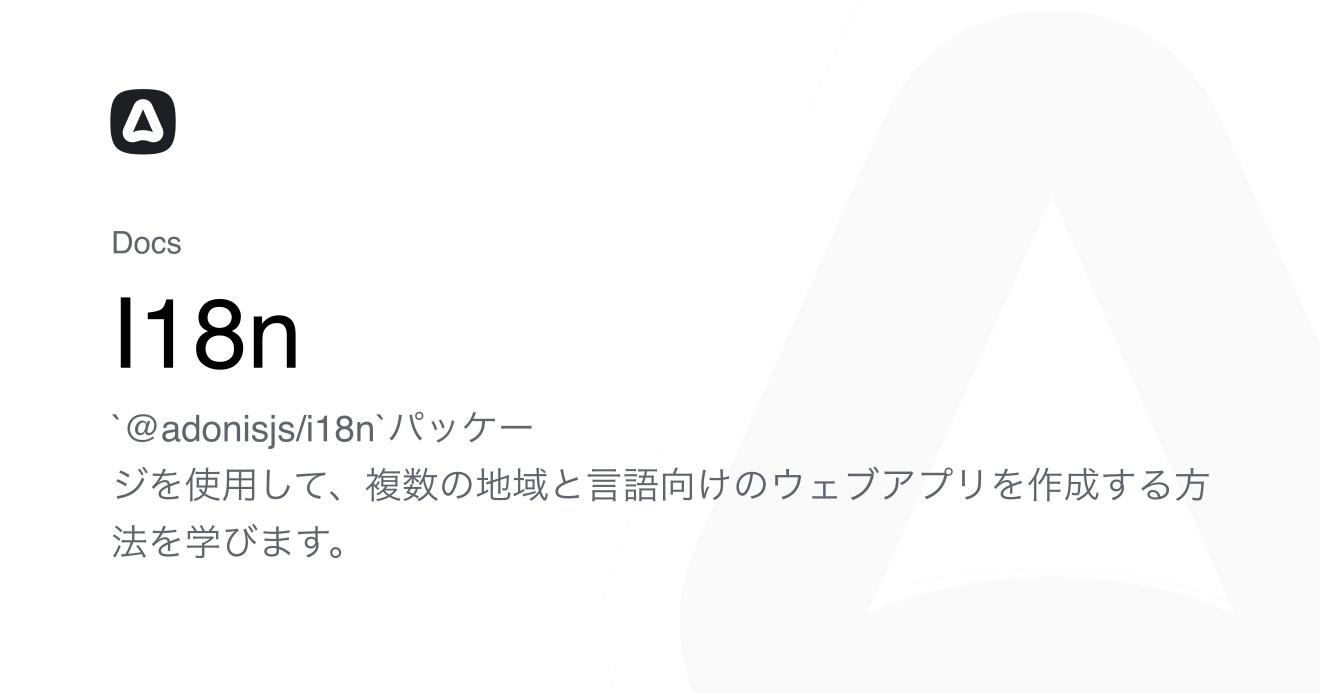 Docs
I18n
`@adonisjs/i18n`パッケー
ジを使用して、複数の地域と言語向けのウェブアプリを作成する方
法を学びます。